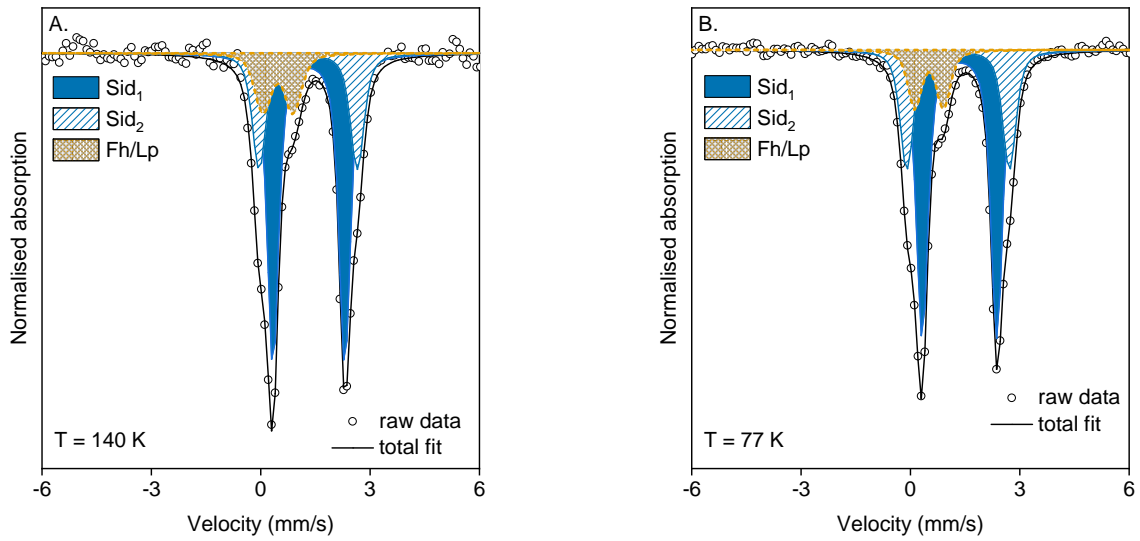 A.
Sid₁
Sid₂
Fh/Lp
Normalised absorption
raw data
total fit
T = 140 K
-6 -3 0 3 6
Velocity (mm/s)
B.
Sid₁
Sid₂
Fh/Lp
Normalised absorption
raw data
total fit
T = 77 K
-6 -3 0 3 6
Velocity (mm/s)